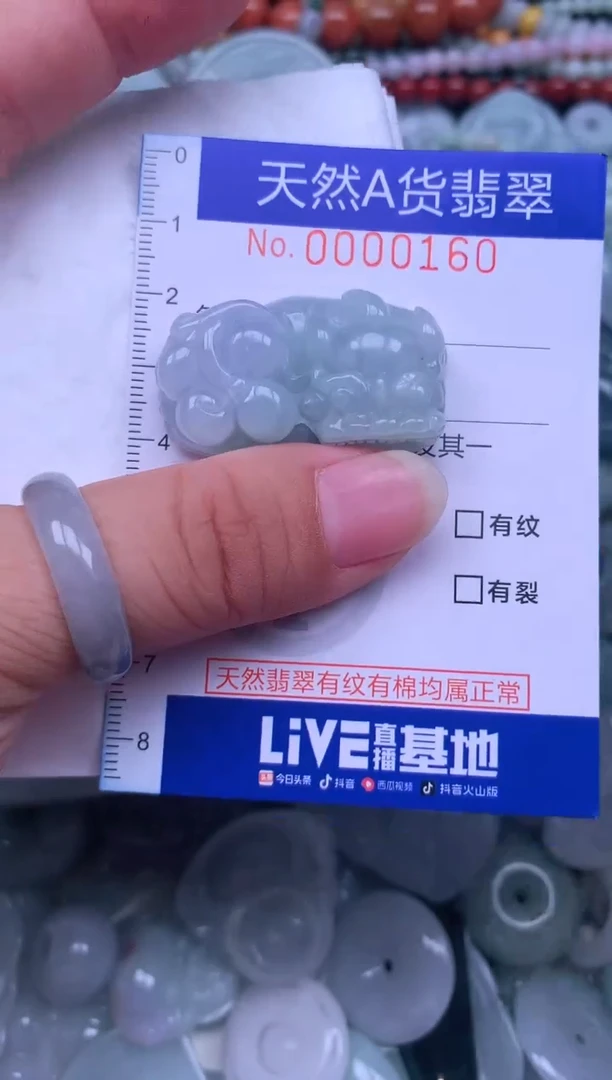 0
天然A货翡翠
1
No. 0000160
2
4
其一
□有纹
□有裂
7
天然翡翠有纹有棉均属正常
8
LiVE直播基地
今日头条 抖音 西瓜视频 抖音火山版